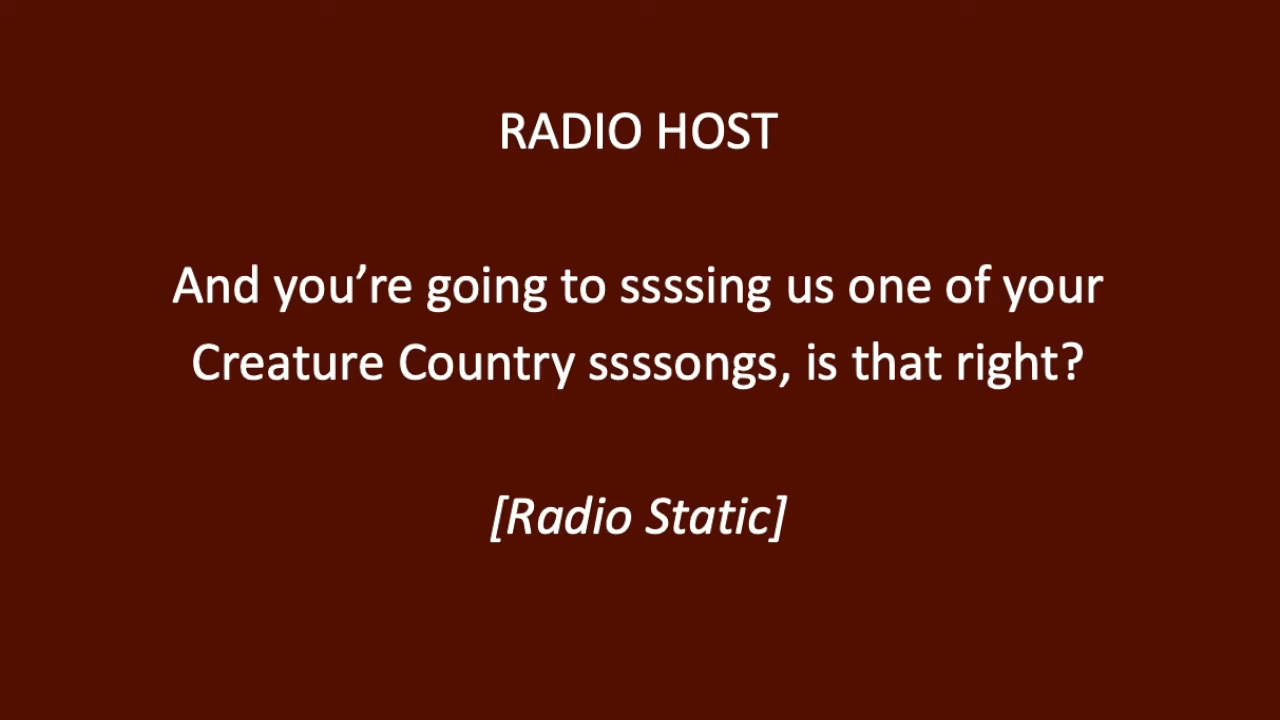 RADIO HOST
And you’re going to ssssing us one of your
Creature Country ssssongs, is that right?
[Radio Static]